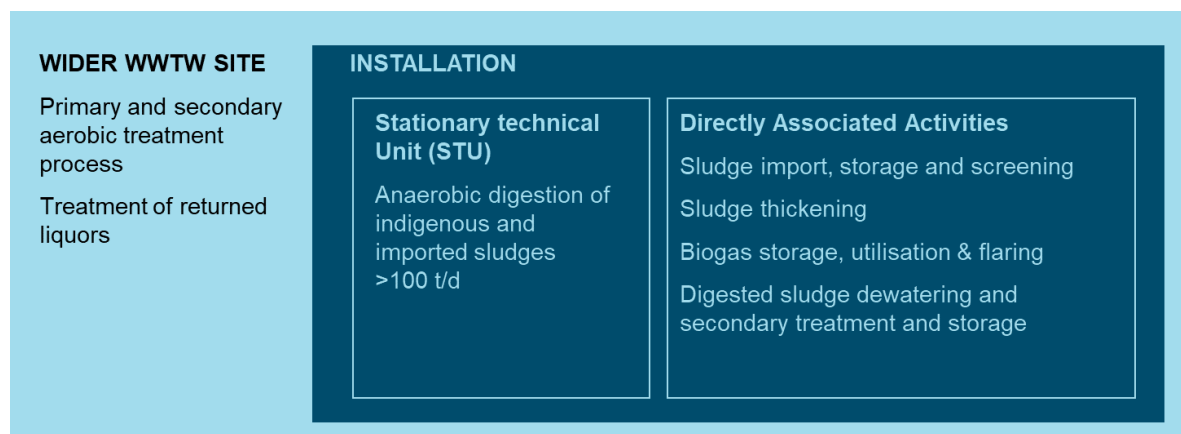 WIDER WWTW SITE
Primary and secondary
aerobic treatment
process
Treatment of returned
liquors
INSTALLATION
Stationary technical
Unit (STU)
Anaerobic digestion of
indigenous and
imported sludges
>100 t/d
Directly Associated Activities
Sludge import, storage and screening
Sludge thickening
Biogas storage, utilisation & flaring
Digested sludge dewatering and
secondary treatment and storage